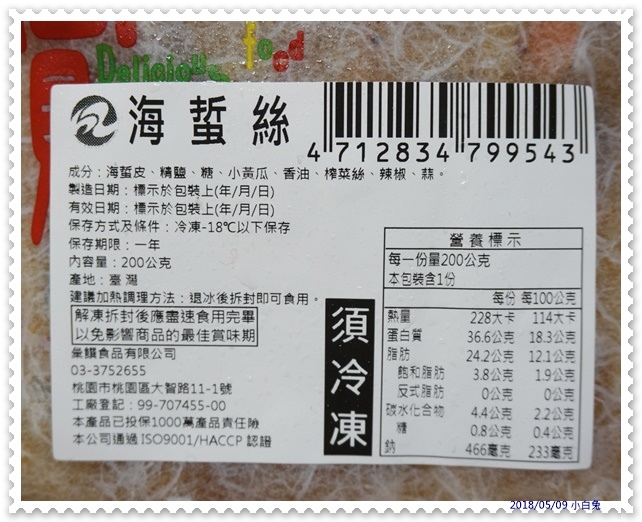 Delicious food
海蜇絲
4 712834 799543
成分：海蜇皮、精鹽、糖、小黃瓜、香油、榨菜絲、辣椒、蒜。
製造日期：標示於包裝上(年/月/日)
有效日期：標示於包裝上(年/月/日)
保存方式及條件：冷凍-18℃以下保存
保存期限：一年
內容量：200公克
產地：臺灣
建議加熱調理方法：退冰後拆封即可食用。
解凍拆封後應盡速食用完畢
以免影響商品的最佳賞味期
榮饌食品有限公司
03-3752655
桃園市桃園區大智路11-1號
工廠登記：99-707455-00
本產品已投保1000萬產品責任險
本公司通過 ISO9001/HACCP 認證
須冷凍
營養標示
每一份量200公克
本包裝含1份
每份 每100公克
熱量 228大卡 114大卡
蛋白質 36.6公克 18.3公克
脂肪 24.2公克 12.1公克
飽和脂肪 3.8公克 1.9公克
反式脂肪 0公克 0公克
碳水化合物 4.4公克 2.2公克
糖 0.8公克 0.4公克
鈉 466毫克 233毫克
2018/05/09 小白兔